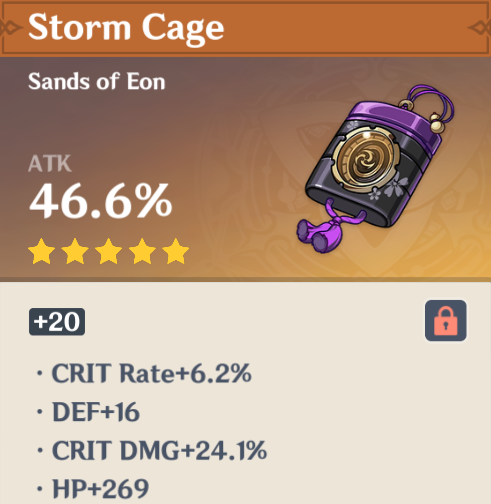 Storm Cage
Sands of Eon
ATK
46.6%
+20
· CRIT Rate+6.2%
· DEF+16
· CRIT DMG+24.1%
· HP+269